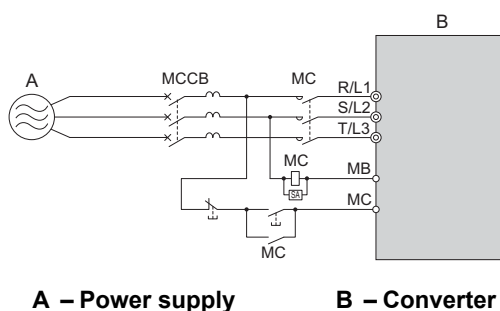 B
A
MCCB
MC
R/L1
S/L2
T/L3
MC
MB
SA
MC
MC
A – Power supply
B – Converter